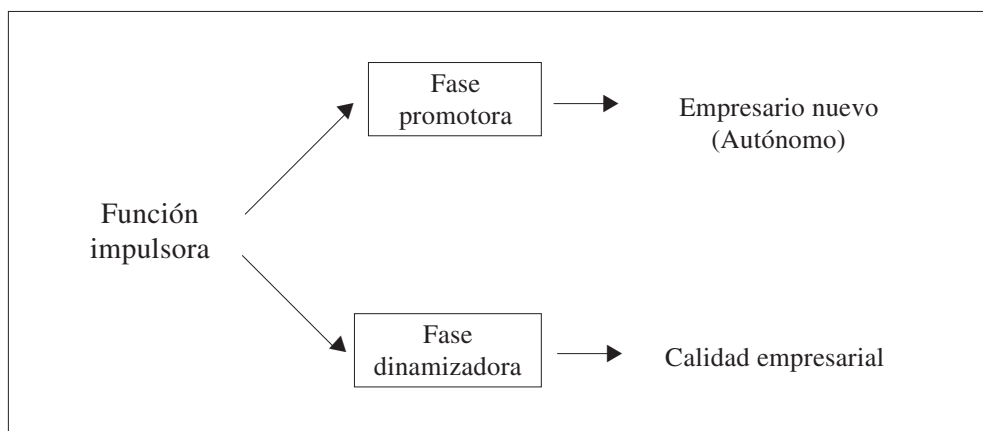 Fase
promotora
Empresario nuevo
(Autónomo)
Función
impulsora
Fase
dinamizadora
Calidad empresarial